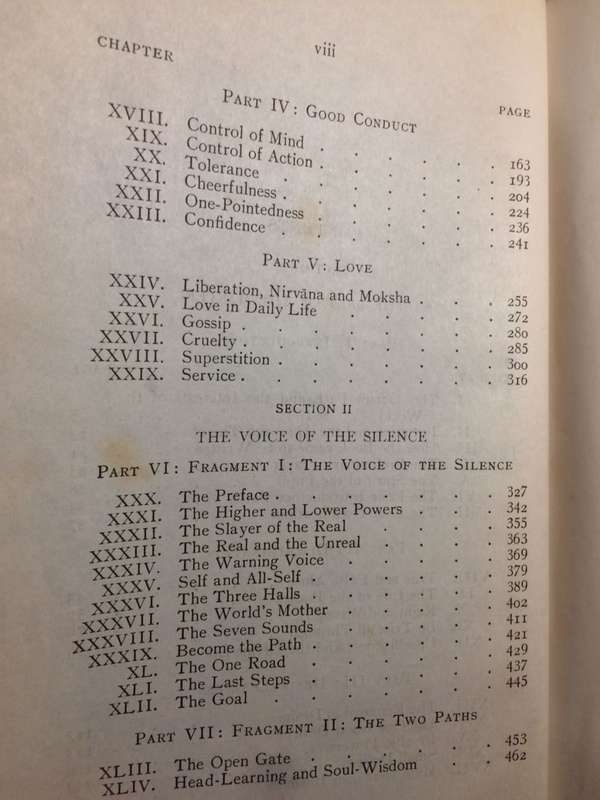 viii
CHAPTER PAGE
PART IV: GOOD CONDUCT
XVIII. Control of Mind . . . . . . 163
XIX. Control of Action . . . . . . 193
XX. Tolerance . . . . . . 204
XXI. Cheerfulness . . . . . . 224
XXII. One-Pointedness . . . . . . 236
XXIII. Confidence . . . . . . 241
PART V: LOVE
XXIV. Liberation, Nirvāna and Moksha . . . 255
XXV. Love in Daily Life . . . . . 272
XXVI. Gossip . . . . . . . 280
XXVII. Cruelty . . . . . . . 285
XXVIII. Superstition . . . . . . 300
XXIX. Service . . . . . . . 316
SECTION II
THE VOICE OF THE SILENCE
PART VI: FRAGMENT I: THE VOICE OF THE SILENCE
XXX. The Preface . . . . . . 327
XXXI. The Higher and Lower Powers . . . 342
XXXII. The Slayer of the Real . . . . 355
XXXIII. The Real and the Unreal . . . . 363
XXXIV. The Warning Voice . . . . . 369
XXXV. Self and All-Self . . . . . . 379
XXXVI. The Three Halls . . . . . . 389
XXXVII. The World's Mother . . . . . 402
XXXVIII. The Seven Sounds . . . . . 411
XXXIX. Become the Path . . . . . . 421
XL. The One Road . . . . . . 429
XLI. The Last Steps . . . . . . 437
XLII. The Goal . . . . . . . 445
PART VII: FRAGMENT II: THE TWO PATHS
XLIII. The Open Gate . . . . . . 453
XLIV. Head-Learning and Soul-Wisdom . . 462